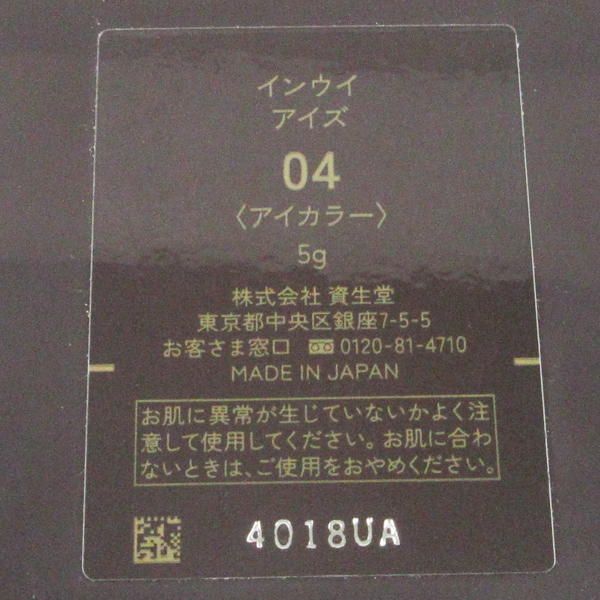 インウイ
アイズ
04
〈アイカラー〉
5g
株式会社 資生堂
東京都中央区銀座7-5-5
お客さま窓口 0120-81-4710
MADE IN JAPAN
お肌に異常が生じていないかよく注
意して使用してください。お肌に合わ
ないときは、ご使用をおやめください。
4018UA